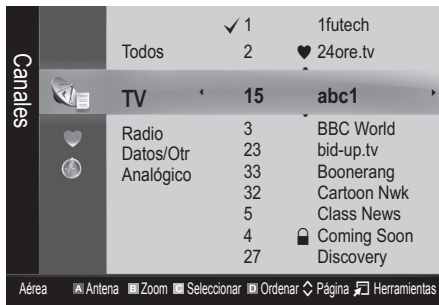 Canales
✓ 1 1futech
Todos 2 ♥ 24ore.tv
TV 15 abc1
Radio 3 BBC World
Datos/Otr 23 bid-up.tv
Analógico 33 Boonerang
32 Cartoon Nwk
5 Class News
4 Coming Soon
27 Discovery
Aérea A Antena B Zoom C Seleccionar D Ordenar Página Herramientas